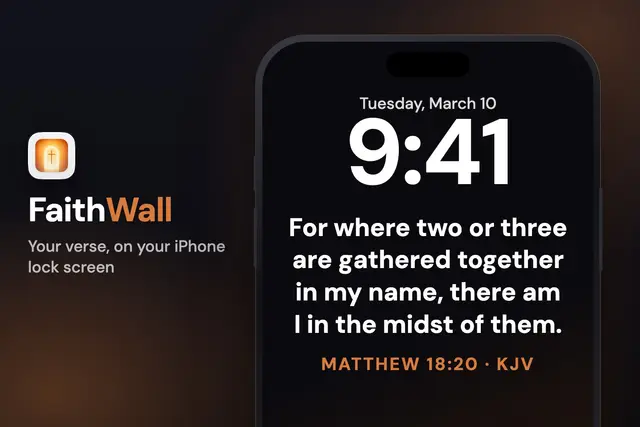 FaithWall
Your verse, on your iPhone
lock screen
Tuesday, March 10
9:41
For where two or three
are gathered together
in my name, there am
I in the midst of them.
MATTHEW 18:20 · KJV